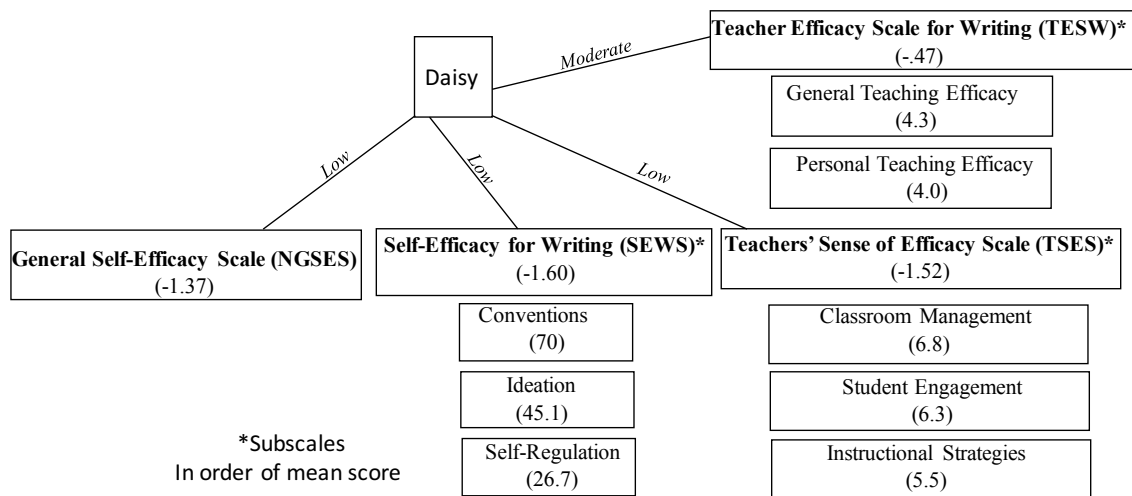 Teacher Efficacy Scale for Writing (TESW)*
(-.47)
Moderate
Daisy
General Teaching Efficacy
(4.3)
Personal Teaching Efficacy
(4.0)
Low
Low
Low
General Self-Efficacy Scale (NGSES)
(-1.37)
Self-Efficacy for Writing (SEWS)*
(-1.60)
Teachers' Sense of Efficacy Scale (TSES)*
(-1.52)
Conventions
(70)
Classroom Management
(6.8)
Ideation
(45.1)
Student Engagement
(6.3)
*Subscales
In order of mean score
Self-Regulation
(26.7)
Instructional Strategies
(5.5)